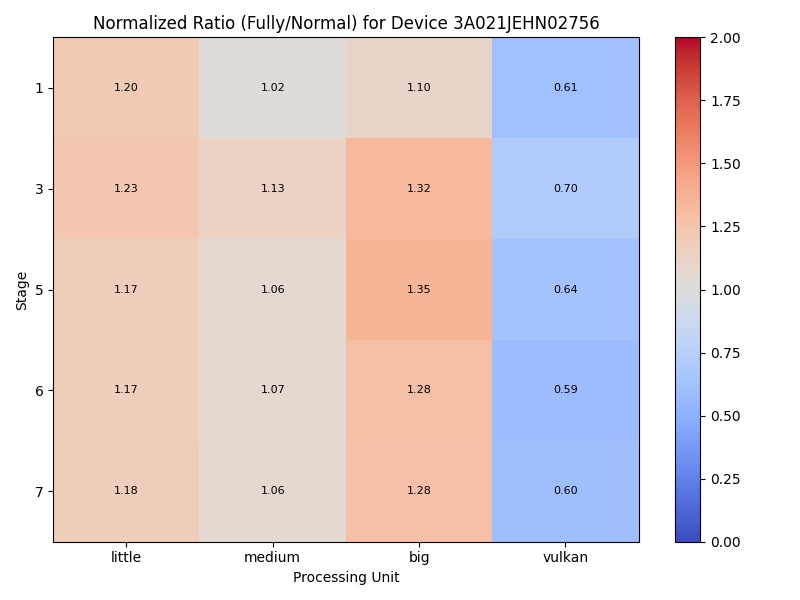 Normalized Ratio (Fully/Normal) for Device 3A021JEHN02756
Stage
1 1.20 1.02 1.10 0.61
3 1.23 1.13 1.32 0.70
5 1.17 1.06 1.35 0.64
6 1.17 1.07 1.28 0.59
7 1.18 1.06 1.28 0.60
little medium big vulkan
Processing Unit
2.00
1.75
1.50
1.25
1.00
0.75
0.50
0.25
0.00